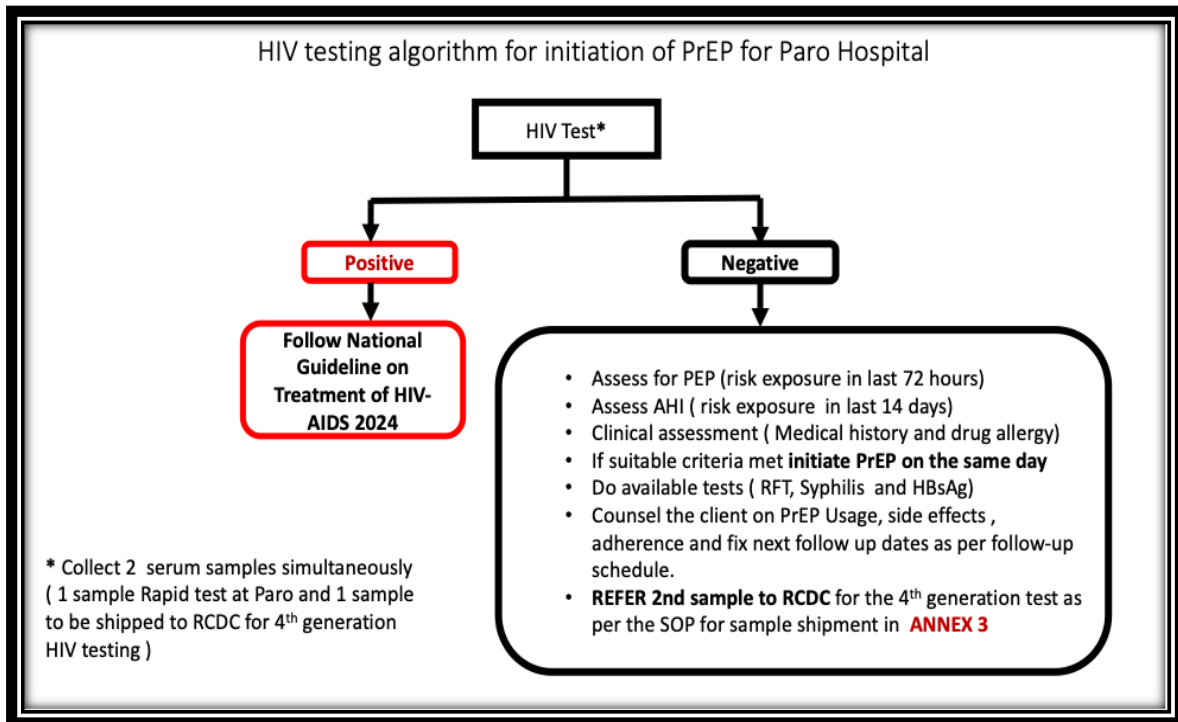 HIV testing algorithm for initiation of PrEP for Paro Hospital
HIV Test*
Positive
Negative
Follow National
Guideline on
Treatment of HIV-
AIDS 2024
• Assess for PEP (risk exposure in last 72 hours)
• Assess AHI ( risk exposure in last 14 days)
• Clinical assessment ( Medical history and drug allergy)
• If suitable criteria met initiate PrEP on the same day
• Do available tests ( RFT, Syphilis and HBsAg)
• Counsel the client on PrEP Usage, side effects ,
adherence and fix next follow up dates as per follow-up
schedule.
• REFER 2nd sample to RCDC for the 4th generation test as
per the SOP for sample shipment in ANNEX 3
* Collect 2 serum samples simultaneously
( 1 sample Rapid test at Paro and 1 sample
to be shipped to RCDC for 4th generation
HIV testing )